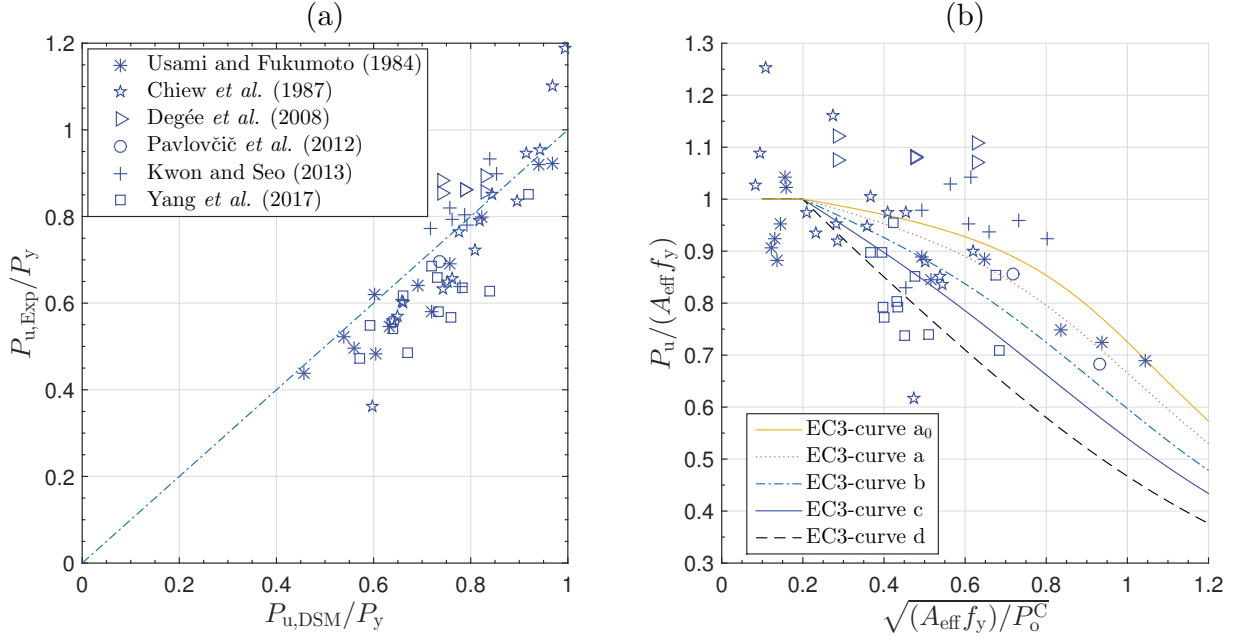 (a)
1.2
1
0.8
0.6
0.4
0.2
0
P_u,Exp/P_y
Usami and Fukumoto (1984)
Chiew et al. (1987)
Degée et al. (2008)
Pavlovčič et al. (2012)
Kwon and Seo (2013)
Yang et al. (2017)
0 0.2 0.4 0.6 0.8 1
P_u,DSM/P_y
(b)
1.3
1.2
1.1
1
0.9
0.8
0.7
0.6
0.5
0.4
0.3
P_u/(A_eff f_y)
EC3-curve a_0
EC3-curve a
EC3-curve b
EC3-curve c
EC3-curve d
0 0.2 0.4 0.6 0.8 1 1.2
√(A_eff f_y)/P_o^C